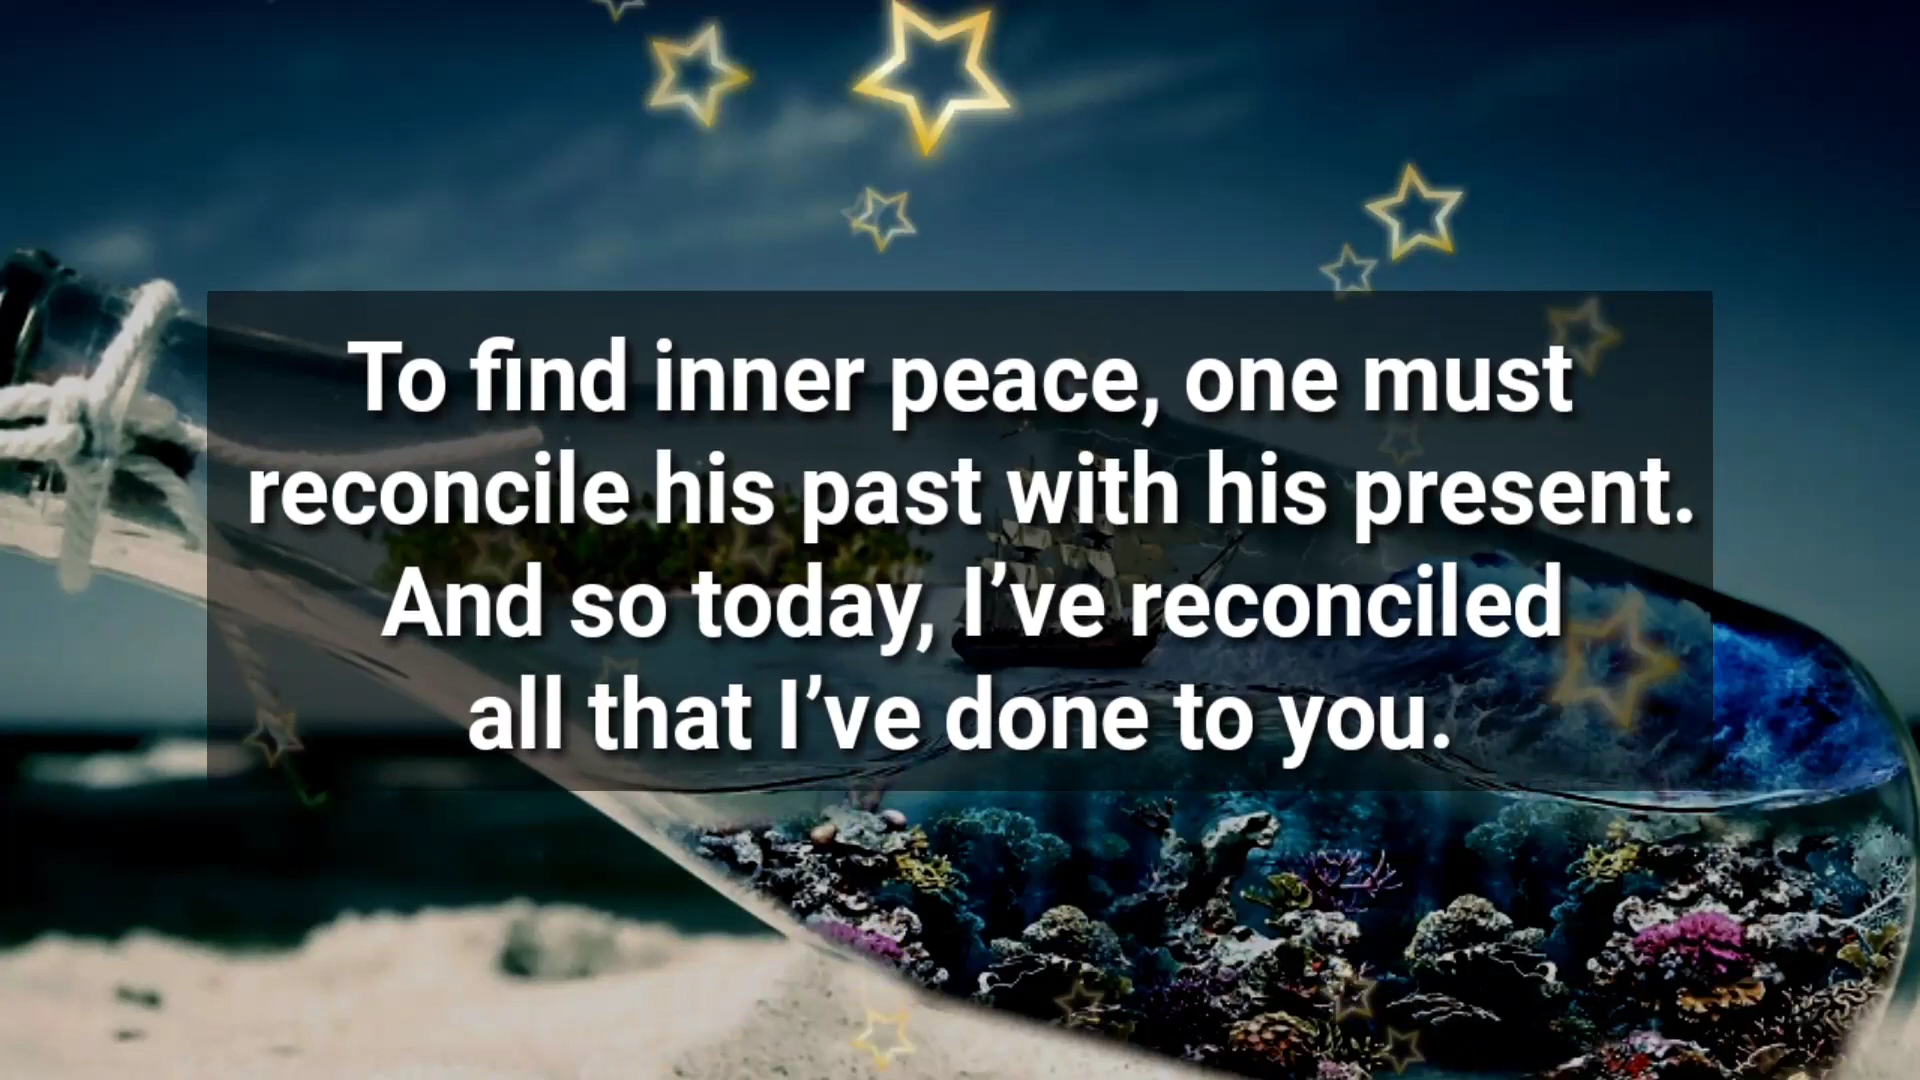 To find inner peace, one must
reconcile his past with his present.
And so today, I’ve reconciled
all that I’ve done to you.